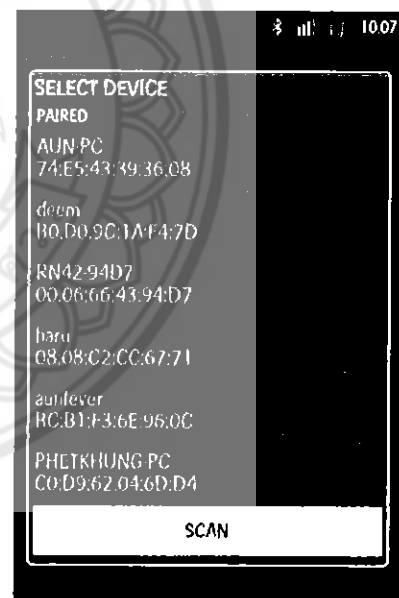 10:07
SELECT DEVICE
PAIRED
AUN-PC
74:E5:43:39:36:08
deem
B0:D0:9C:1A:F4:7D
RN42-94D7
00:06:66:43:94:D7
haru
08:08:C2:CC:67:71
aunfever
BC:B1:F3:6E:96:0C
PHETKHUNG-PC
C0:D9:62:04:6D:D4
SCAN